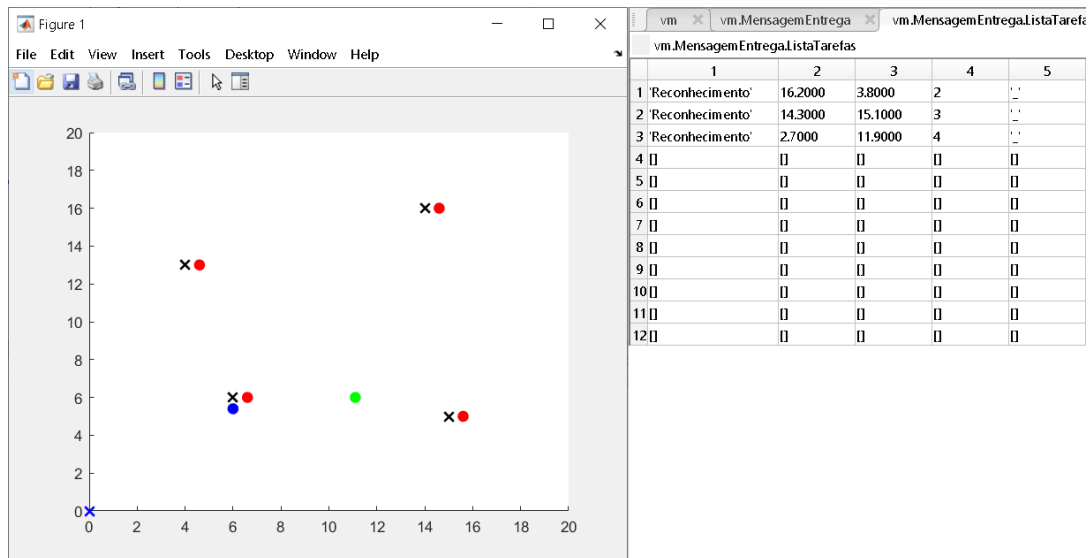 Figure 1
File Edit View Insert Tools Desktop Window Help
20
18
16
14
12
10
8
6
4
2
0
0 2 4 6 8 10 12 14 16 18 20
vm vm.MensagemEntrega vm.MensagemEntrega.ListaTarefa
vm.MensagemEntrega.ListaTarefas
1 2 3 4 5
1 'Reconhecimento' 16.2000 3.8000 2 '_'
2 'Reconhecimento' 14.3000 15.1000 3 '_'
3 'Reconhecimento' 2.7000 11.9000 4 '_'
4 [] [] [] [] []
5 [] [] [] [] []
6 [] [] [] [] []
7 [] [] [] [] []
8 [] [] [] [] []
9 [] [] [] [] []
10 [] [] [] [] []
11 [] [] [] [] []
12 [] [] [] [] []